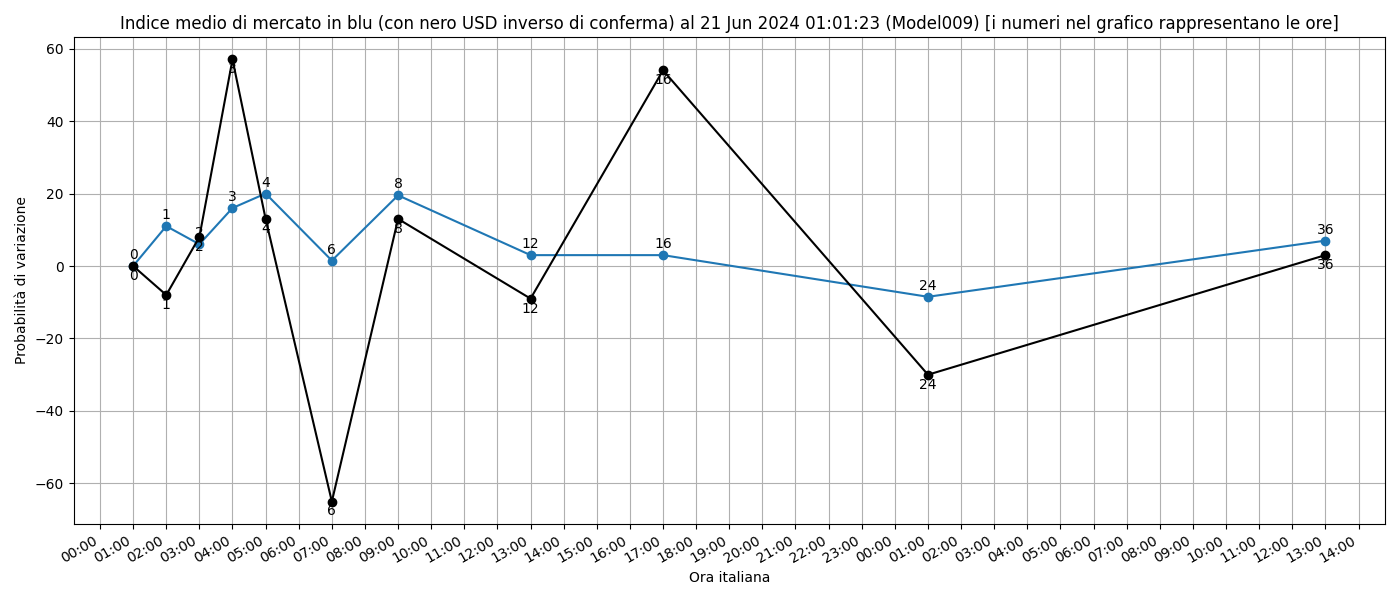 Indice medio di mercato in blu (con nero USD inverso di conferma) al 21 Jun 2024 01:01:23 (Model009) [i numeri nel grafico rappresentano le ore]
Probabilità di variazione
60
40
20
0
−20
−40
−60
0 1 2 3 4 6 8 12 16 24 36
0 1 2 3 4 6 8 12 16 24 36
00:00 01:00 02:00 03:00 04:00 05:00 06:00 07:00 08:00 09:00 10:00 11:00 12:00 13:00 14:00 15:00 16:00 17:00 18:00 19:00 20:00 21:00 22:00 23:00 00:00 01:00 02:00 03:00 04:00 05:00 06:00 07:00 08:00 09:00 10:00 11:00 12:00 13:00 14:00
Ora italiana